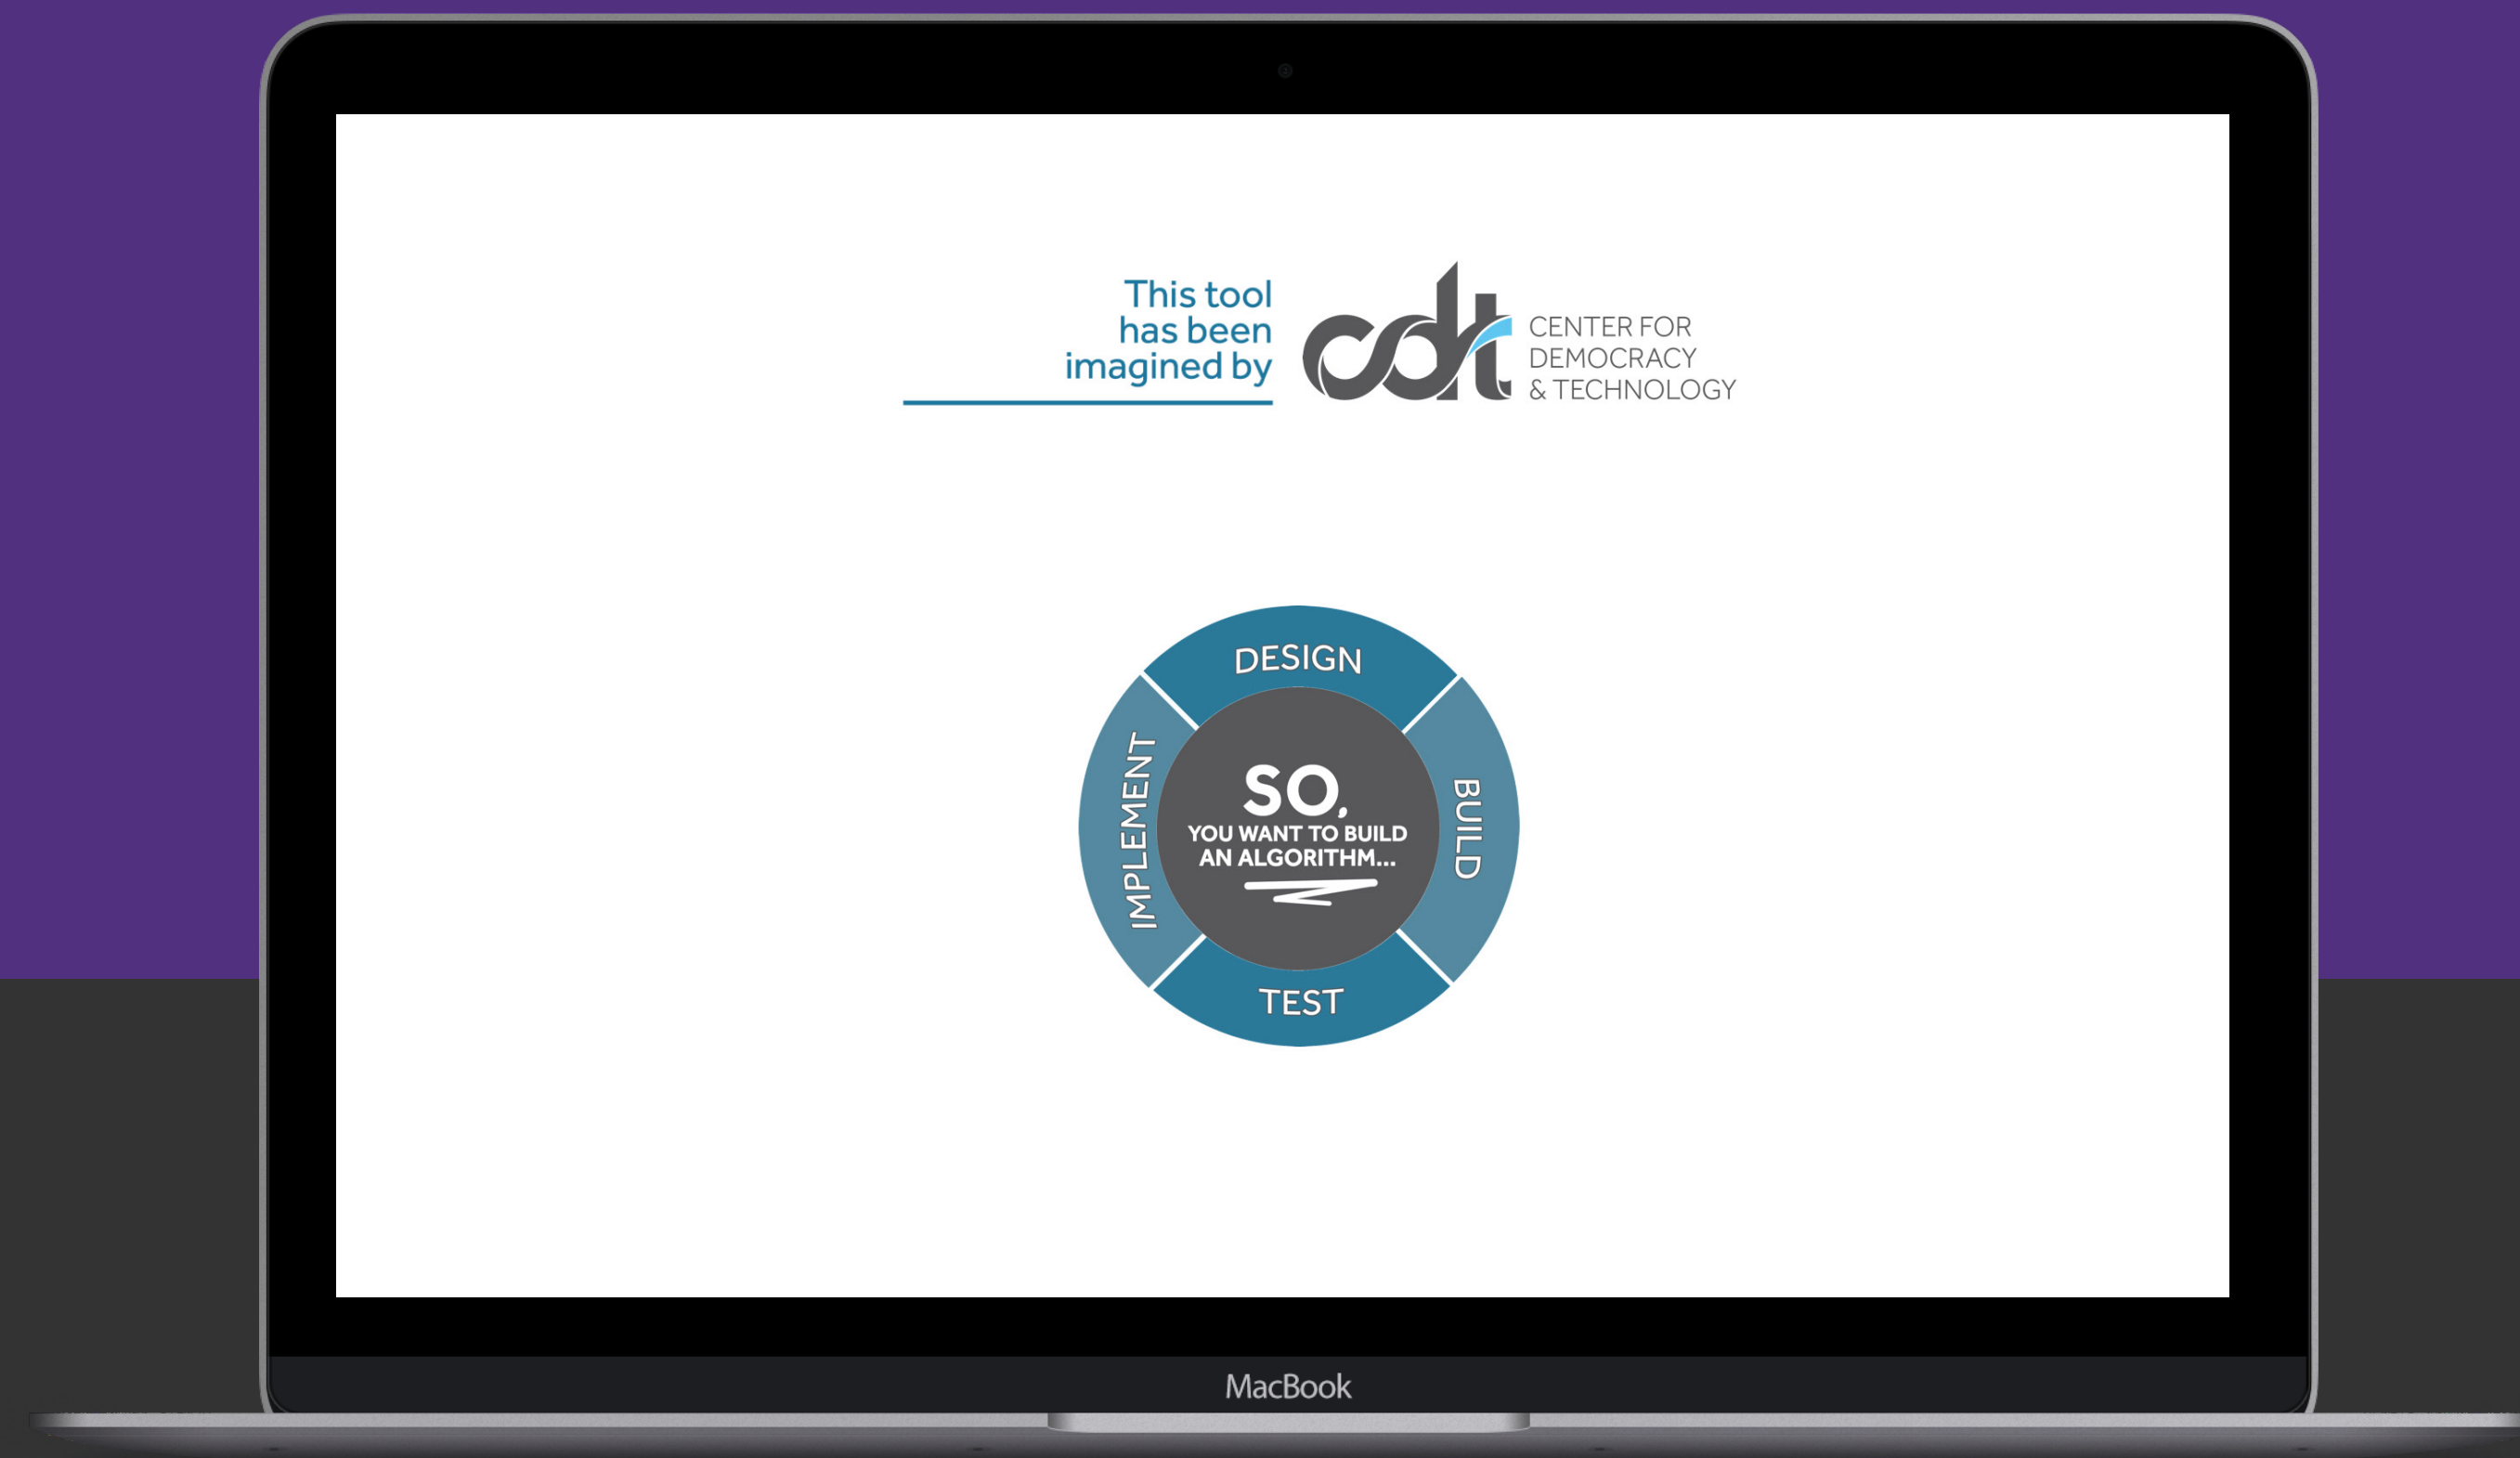 This tool
has been
imagined by
cdt
CENTER FOR
DEMOCRACY
& TECHNOLOGY
DESIGN
IMPLEMENT
SO,
YOU WANT TO BUILD
AN ALGORITHM...
BUILD
TEST
MacBook